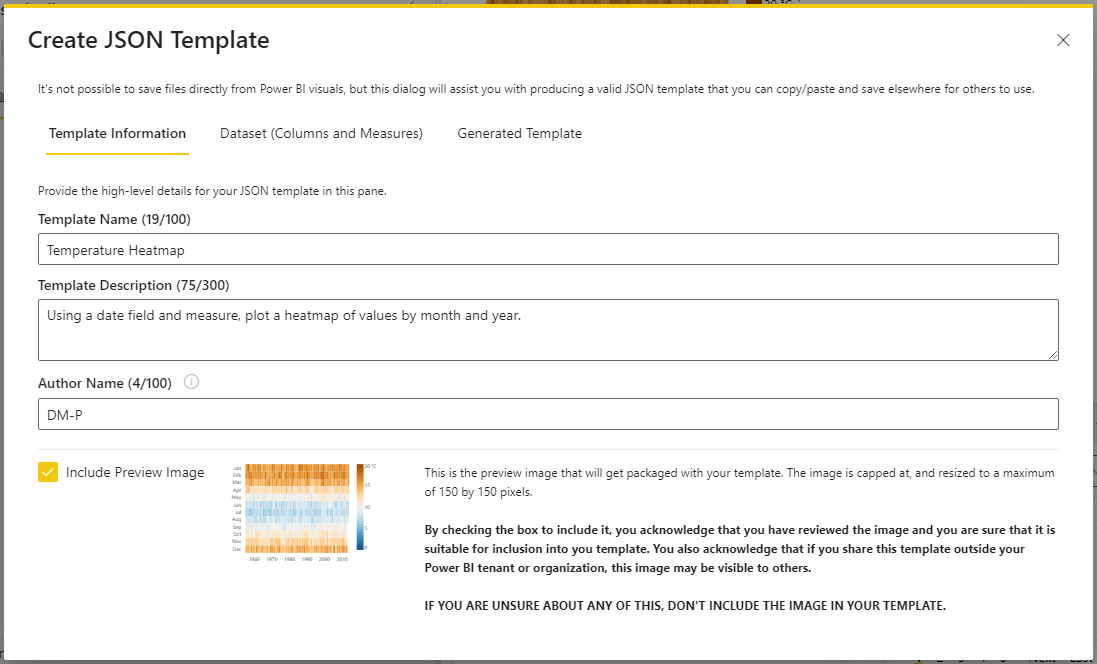 20 °C
Create JSON Template
It's not possible to save files directly from Power BI visuals, but this dialog will assist you with producing a valid JSON template that you can copy/paste and save elsewhere for others to use.
Template Information
Dataset (Columns and Measures)
Generated Template
Provide the high-level details for your JSON template in this pane.
Template Name (19/100)
Temperature Heatmap
Template Description (75/300)
Using a date field and measure, plot a heatmap of values by month and year.
Author Name (4/100)
DM-P
Include Preview Image
Jan
Feb
Mar
Apr
May
Jun
Jul
Aug
Sep
Oct
Nov
Dec
1960 1970 1980 1990 2000 2010
20 °C
15
10
5
0
This is the preview image that will get packaged with your template. The image is capped at, and resized to a maximum
of 150 by 150 pixels.
By checking the box to include it, you acknowledge that you have reviewed the image and you are sure that it is
suitable for inclusion into you template. You also acknowledge that if you share this template outside your
Power BI tenant or organization, this image may be visible to others.
IF YOU ARE UNSURE ABOUT ANY OF THIS, DON'T INCLUDE THE IMAGE IN YOUR TEMPLATE.
Next Last